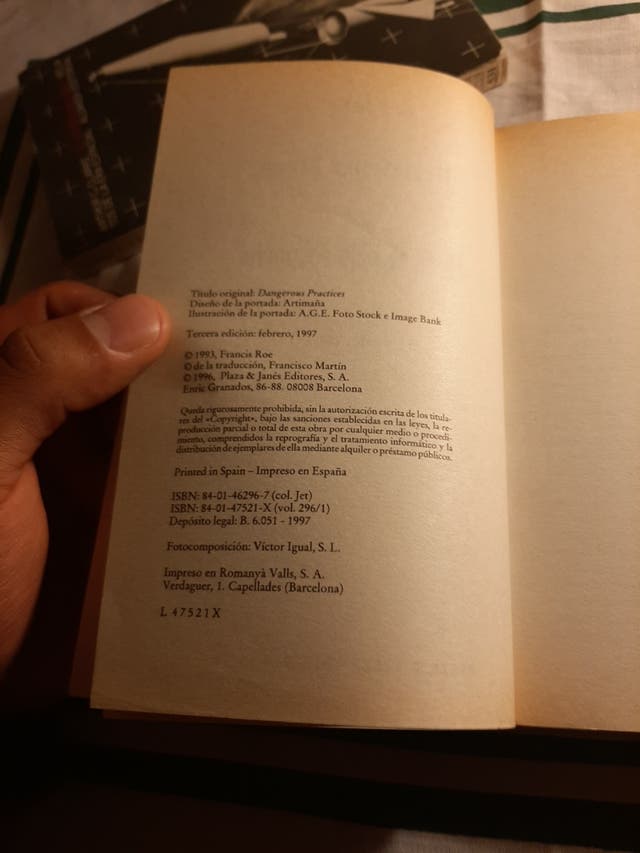 Título original: Dangerous Practices
Diseño de la portada: Artimaña
Ilustración de la portada: A.G.E. Foto Stock e Image Bank
Tercera edición: febrero, 1997
© 1993, Francis Roe
© de la traducción, Francisco Martín
© 1996, Plaza & Janés Editores, S. A.
Enric Granados, 86-88. 08008 Barcelona
Queda rigurosamente prohibida, sin la autorización escrita de los titula-
res del «Copyright», bajo las sanciones establecidas en las leyes, la re-
producción parcial o total de esta obra por cualquier medio o procedi-
miento, comprendidos la reprografía y el tratamiento informático y la
distribución de ejemplares de ella mediante alquiler o préstamo públicos.
Printed in Spain – Impreso en España
ISBN: 84-01-46296-7 (col. Jet)
ISBN: 84-01-47521-X (vol. 296/1)
Depósito legal: B. 6.051 - 1997
Fotocomposición: Víctor Igual, S. L.
Impreso en Romanyà Valls, S. A.
Verdaguer, 1. Capellades (Barcelona)
L 47521X